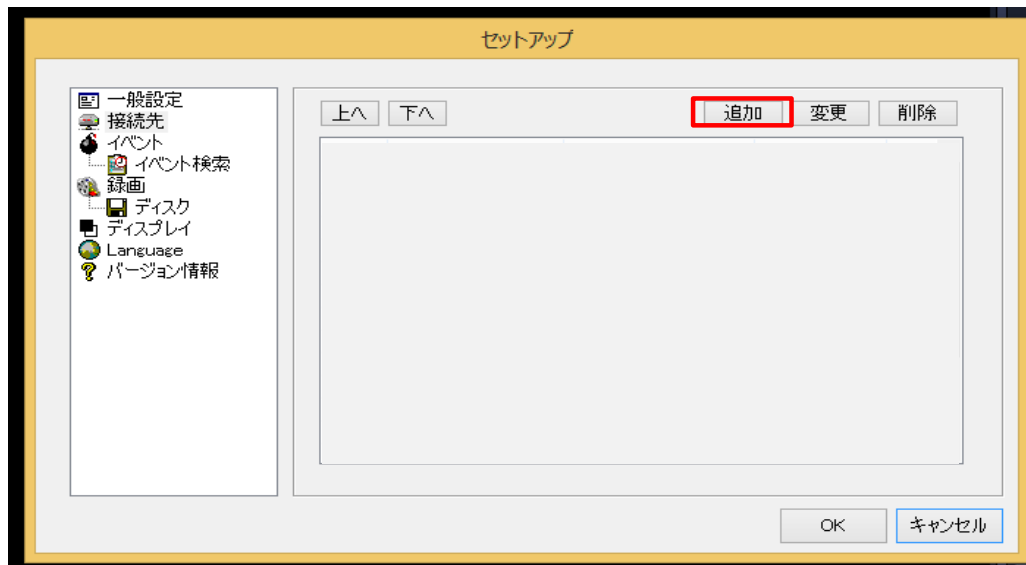 セットアップ
一般設定
接続先
イベント
イベント検索
録画
ディスク
ディスプレイ
Language
バージョン情報
上へ 下へ 追加 変更 削除
OK キャンセル